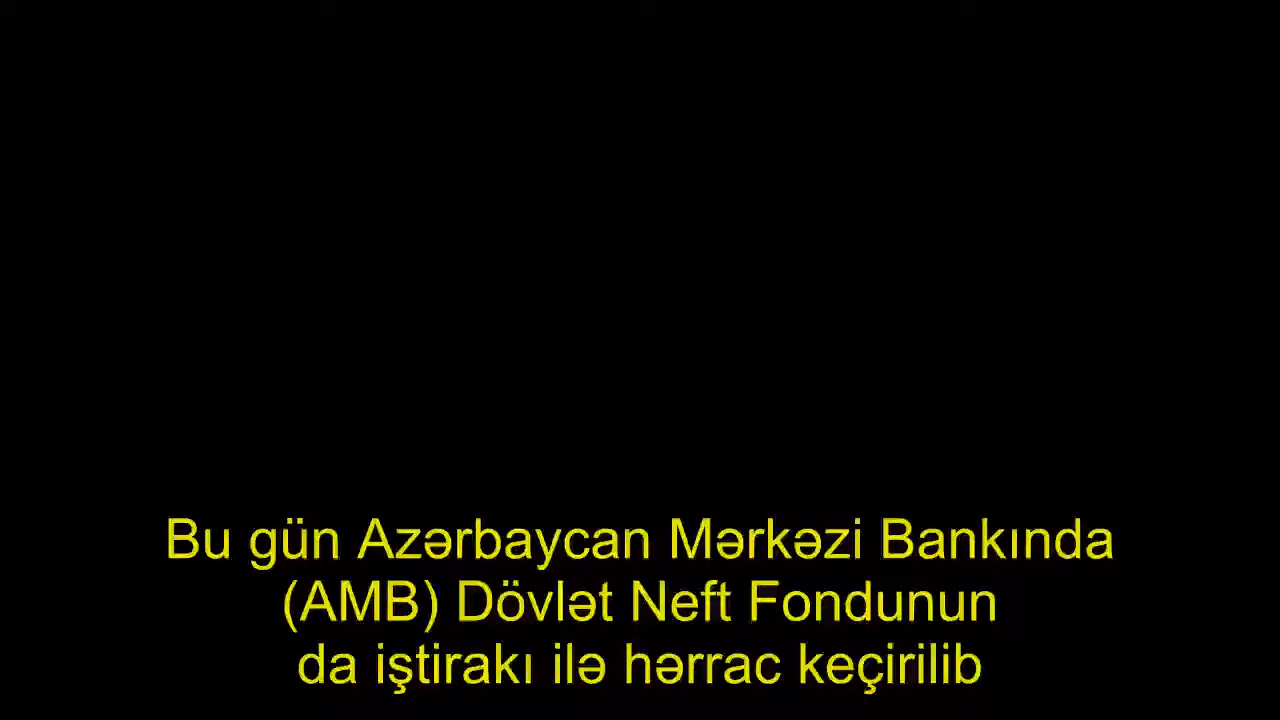 Bu gün Azərbaycan Mərkəzi Bankında
(AMB) Dövlət Neft Fondunun
da iştirakı ilə hərrac keçirilib